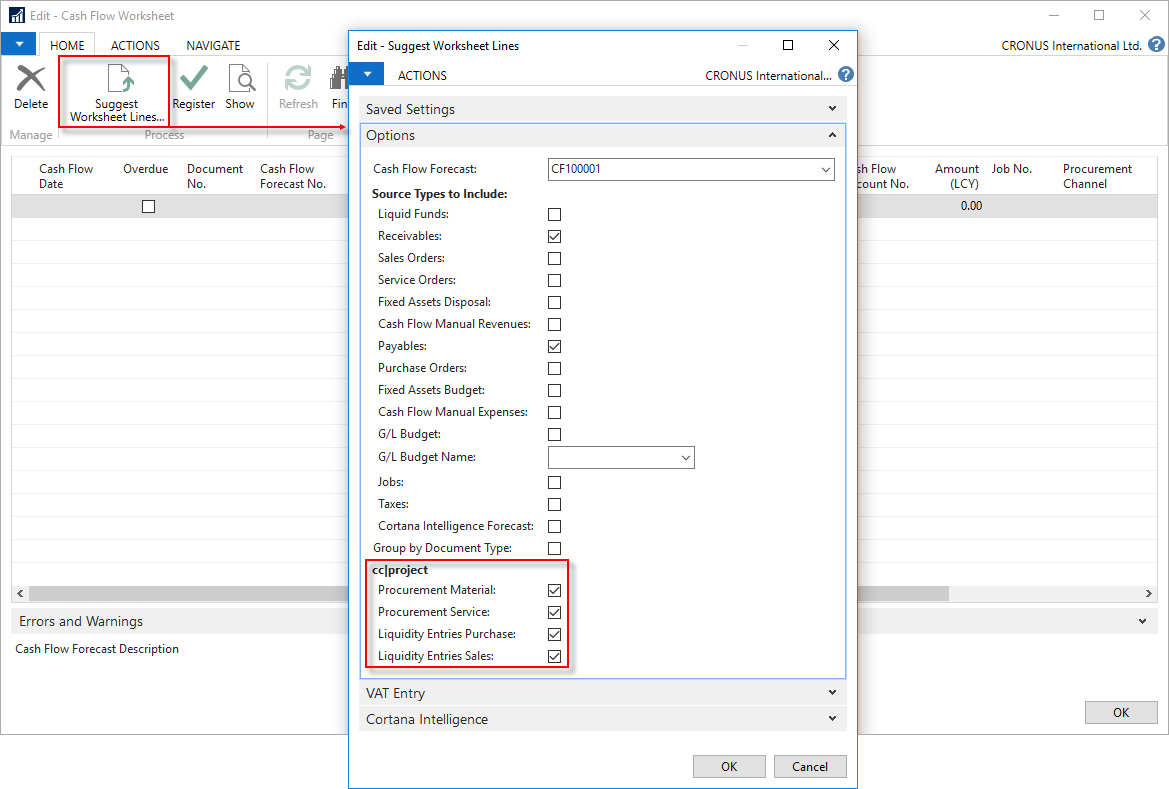 Edit - Cash Flow Worksheet
HOME ACTIONS NAVIGATE
CRONUS International Ltd. ?
Delete
Suggest
Worksheet Lines...
Register
Show
Refresh
Fin
Manage Process Page
Cash Flow
Date
Overdue
Document
No.
Cash Flow
Forecast No.
sh Flow
count No.
Amount
(LCY)
Job No.
Procurement
Channel
0.00
Errors and Warnings
Cash Flow Forecast Description
OK
Edit - Suggest Worksheet Lines
ACTIONS
CRONUS International... ?
Saved Settings
Options
Cash Flow Forecast: CF100001
Source Types to Include:
Liquid Funds:
Receivables:
Sales Orders:
Service Orders:
Fixed Assets Disposal:
Cash Flow Manual Revenues:
Payables:
Purchase Orders:
Fixed Assets Budget:
Cash Flow Manual Expenses:
G/L Budget:
G/L Budget Name:
Jobs:
Taxes:
Cortana Intelligence Forecast:
Group by Document Type:
cc|project
Procurement Material:
Procurement Service:
Liquidity Entries Purchase:
Liquidity Entries Sales:
VAT Entry
Cortana Intelligence
OK Cancel